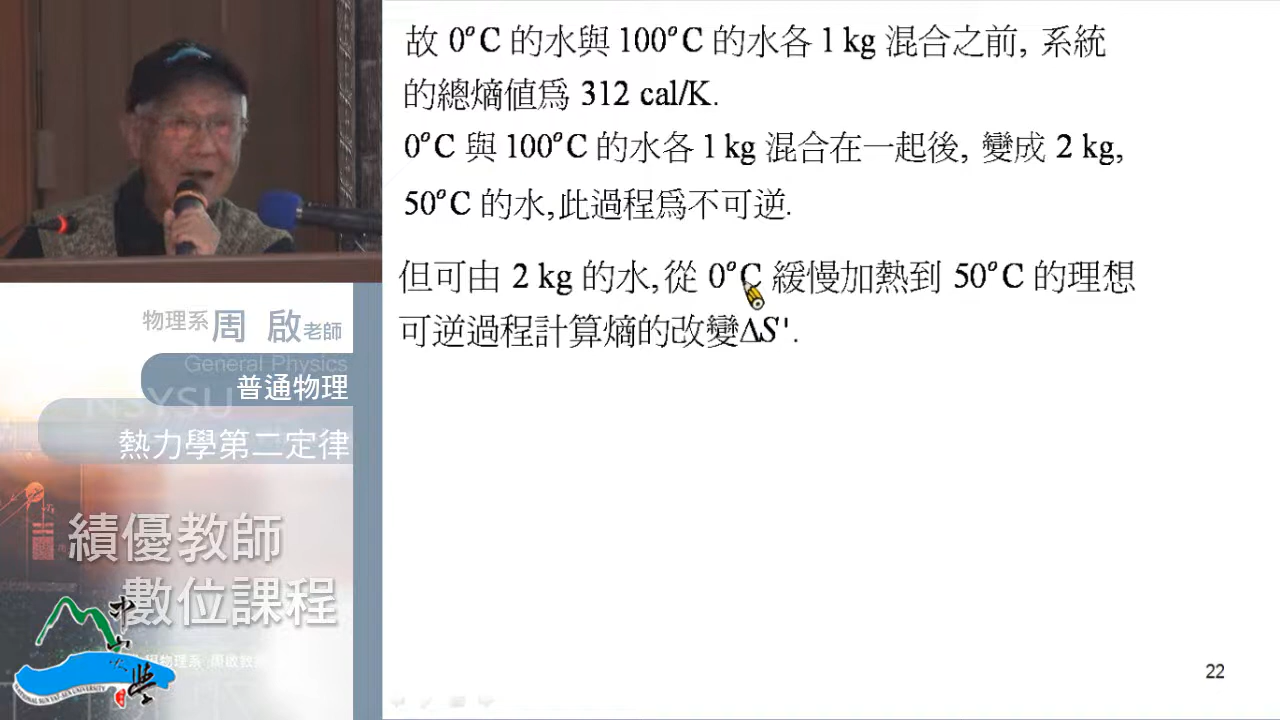 故 0°C 的水與 100°C 的水各 1 kg 混合之前, 系統
的總熵值爲 312 cal/K.
0°C 與 100°C 的水各 1 kg 混合在一起後, 變成 2 kg,
50°C 的水,此過程爲不可逆.
但可由 2 kg 的水,從 0°C 緩慢加熱到 50°C 的理想
可逆過程計算熵的改變ΔS'.
物理系周 啟老師
General Physics
普通物理
NSYSU
熱力學第二定律
績優教師
數位課程
NATIONAL SUN YAT-SEN UNIVERSITY
22